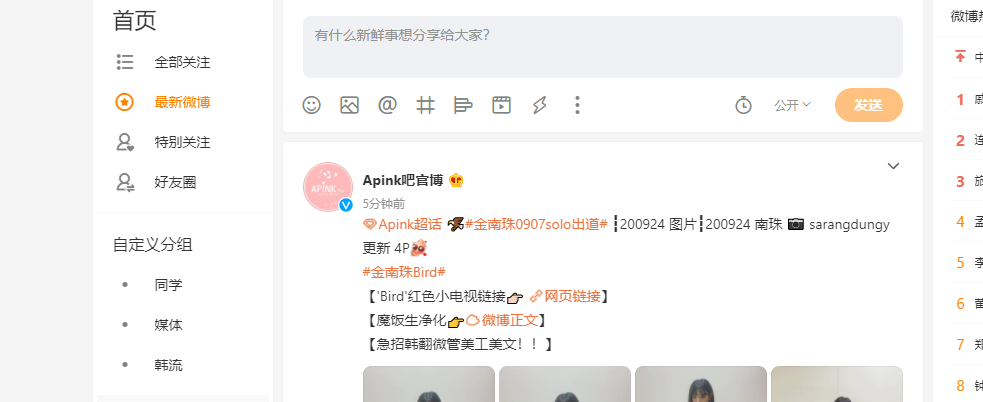 首页
全部关注
最新微博
特别关注
好友圈
自定义分组
同学
媒体
韩流
有什么新鲜事想分享给大家？
公开
发送
Apink吧官博
5分钟前
Apink超话 #金南珠0907solo出道# ┇200924 图片┇200924 南珠 sarangdungy
更新 4P
#金南珠Bird#
【'Bird'红色小电视链接👉🏻 网页链接】
【魔饭生净化👉微博正文】
【急招韩翻微管美工美文！！】
APINK
微博
1
2 连
3
4 孟
5 李
6
7 郑
8 钟